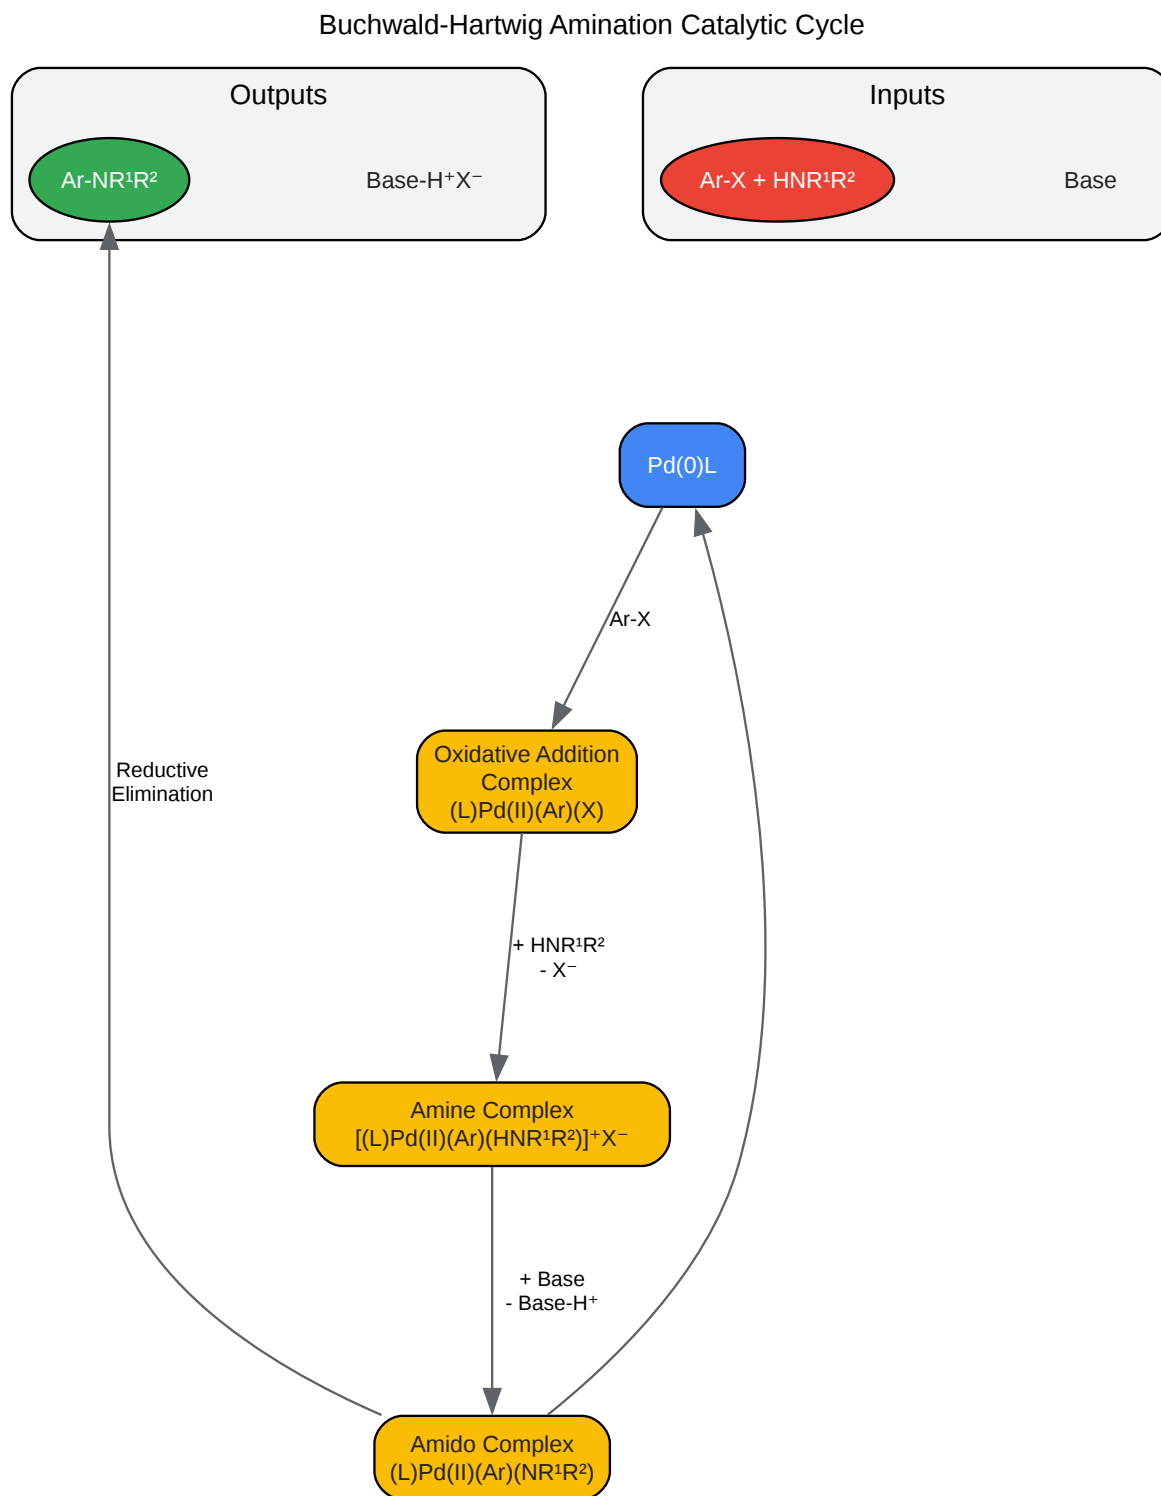 Buchwald-Hartwig Amination Catalytic Cycle
Outputs
Inputs
Ar-NR¹R²
Base-H⁺X⁻
Ar-X + HNR¹R²
Base
Pd(0)L
Ar-X
Oxidative Addition
Complex
(L)Pd(II)(Ar)(X)
Reductive
Elimination
+ HNR¹R²
- X⁻
Amine Complex
[(L)Pd(II)(Ar)(HNR¹R²)]⁺X⁻
+ Base
- Base-H⁺
Amido Complex
(L)Pd(II)(Ar)(NR¹R²)